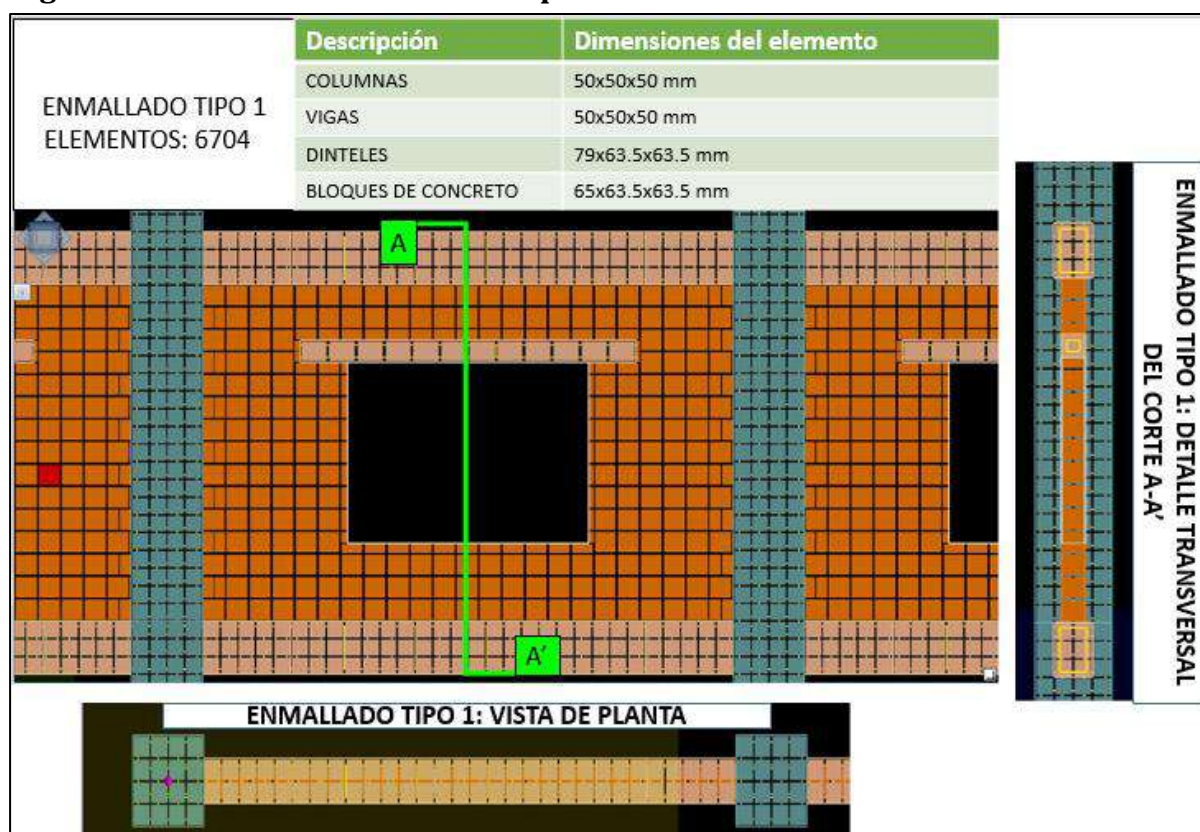 ENMALLADO TIPO 1
ELEMENTOS: 6704
Descripción Dimensiones del elemento
COLUMNAS 50x50x50 mm
VIGAS 50x50x50 mm
DINTELES 79x63.5x63.5 mm
BLOQUES DE CONCRETO 65x63.5x63.5 mm
A
A'
ENMALLADO TIPO 1: DETALLE TRANSVERSAL
DEL CORTE A-A'
ENMALLADO TIPO 1: VISTA DE PLANTA